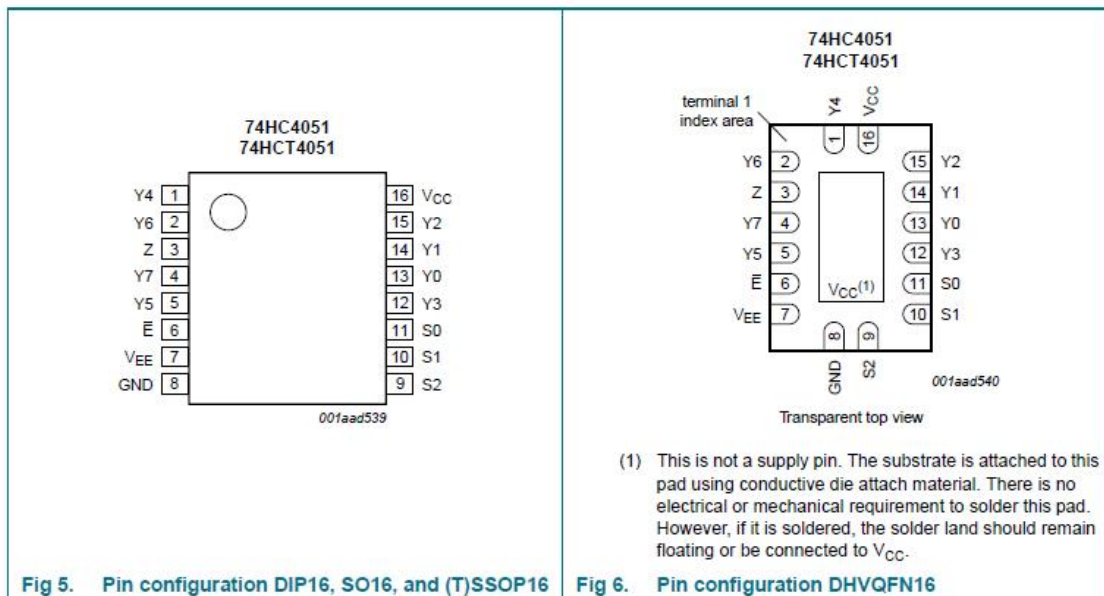 74HC4051
74HCT4051
Y4 1
Y6 2
Z 3
Y7 4
Y5 5
E̅ 6
VEE 7
GND 8
16 VCC
15 Y2
14 Y1
13 Y0
12 Y3
11 S0
10 S1
9 S2
001aad539
Fig 5. Pin configuration DIP16, SO16, and (T)SSOP16
74HC4051
74HCT4051
terminal 1
index area
Y4
VCC
1
16
Y6 2
Z 3
Y7 4
Y5 5
E̅ 6
VEE 7
15 Y2
14 Y1
13 Y0
12 Y3
11 S0
10 S1
VCC(1)
8
9
GND
S2
001aad540
Transparent top view
(1) This is not a supply pin. The substrate is attached to this
pad using conductive die attach material. There is no
electrical or mechanical requirement to solder this pad.
However, if it is soldered, the solder land should remain
floating or be connected to VCC.
Fig 6. Pin configuration DHVQFN16